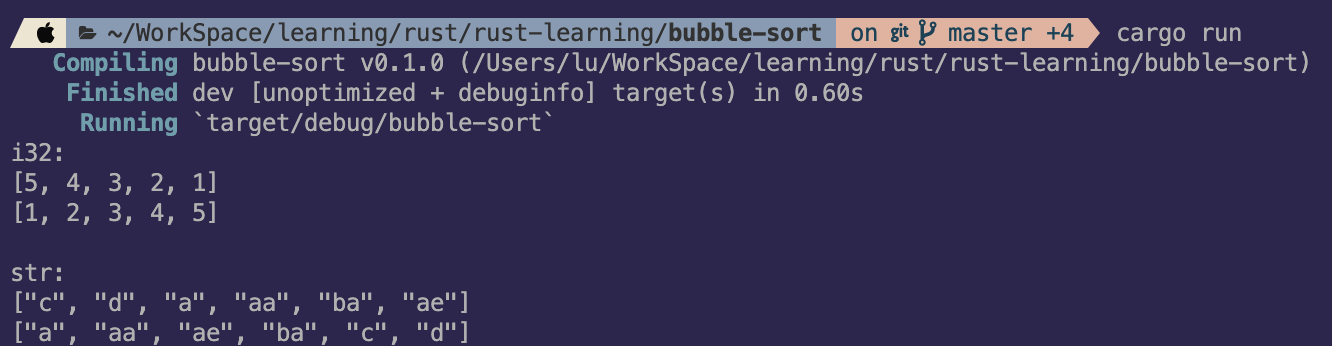 ~/WorkSpace/learning/rust/rust-learning/bubble-sort on git master +4 cargo run
Compiling bubble-sort v0.1.0 (/Users/lu/WorkSpace/learning/rust/rust-learning/bubble-sort)
Finished dev [unoptimized + debuginfo] target(s) in 0.60s
Running `target/debug/bubble-sort`
i32:
[5, 4, 3, 2, 1]
[1, 2, 3, 4, 5]
str:
["c", "d", "a", "aa", "ba", "ae"]
["a", "aa", "ae", "ba", "c", "d"]